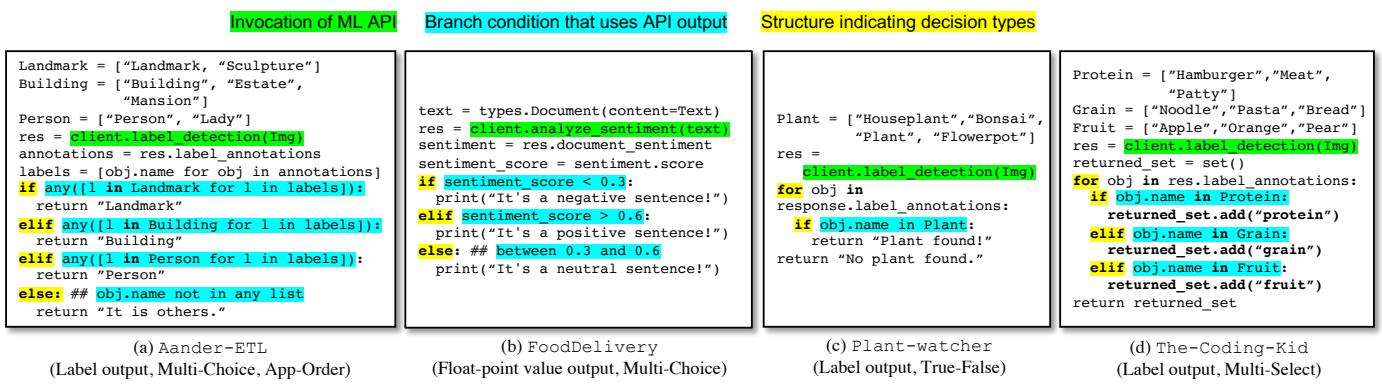 Invocation of ML API Branch condition that uses API output Structure indicating decision types
Landmark = [“Landmark, “Sculpture”]
Building = [“Building”, “Estate”,
“Mansion”]
Person = [“Person”, “Lady”]
res = client.label_detection(Img)
annotations = res.label_annotations
labels = [obj.name for obj in annotations]
if any([l in Landmark for l in labels]):
return “Landmark”
elif any([l in Building for l in labels]):
return “Building”
elif any([l in Person for l in labels]):
return “Person”
else: ## obj.name not in any list
return “It is others.”
(a) Aander-ETL
(Label output, Multi-Choice, App-Order)
text = types.Document(content=Text)
res = client.analyze_sentiment(text)
sentiment = res.document_sentiment
sentiment_score = sentiment.score
if sentiment_score < 0.3:
print(“It's a negative sentence!”)
elif sentiment_score > 0.6:
print(“It's a positive sentence!”)
else: ## between 0.3 and 0.6
print(“It's a neutral sentence!”)
(b) FoodDelivery
(Float-point value output, Multi-Choice)
Plant = [“Houseplant”,“Bonsai”,
“Plant”, “Flowerpot”]
res =
client.label_detection(Img)
for obj in
response.label_annotations:
if obj.name in Plant:
return “Plant found!”
return “No plant found.”
(c) Plant-watcher
(Label output, True-False)
Protein = [“Hamburger”,“Meat”,
“Patty”]
Grain = [“Noodle”,“Pasta”,“Bread”]
Fruit = [“Apple”,“Orange”,“Pear”]
res = client.label_detection(Img)
returned_set = set()
for obj in res.label_annotations:
if obj.name in Protein:
returned_set.add(“protein”)
elif obj.name in Grain:
returned_set.add(“grain”)
elif obj.name in Fruit:
returned_set.add(“fruit”)
return returned_set
(d) The-Coding-Kid
(Label output, Multi-Select)